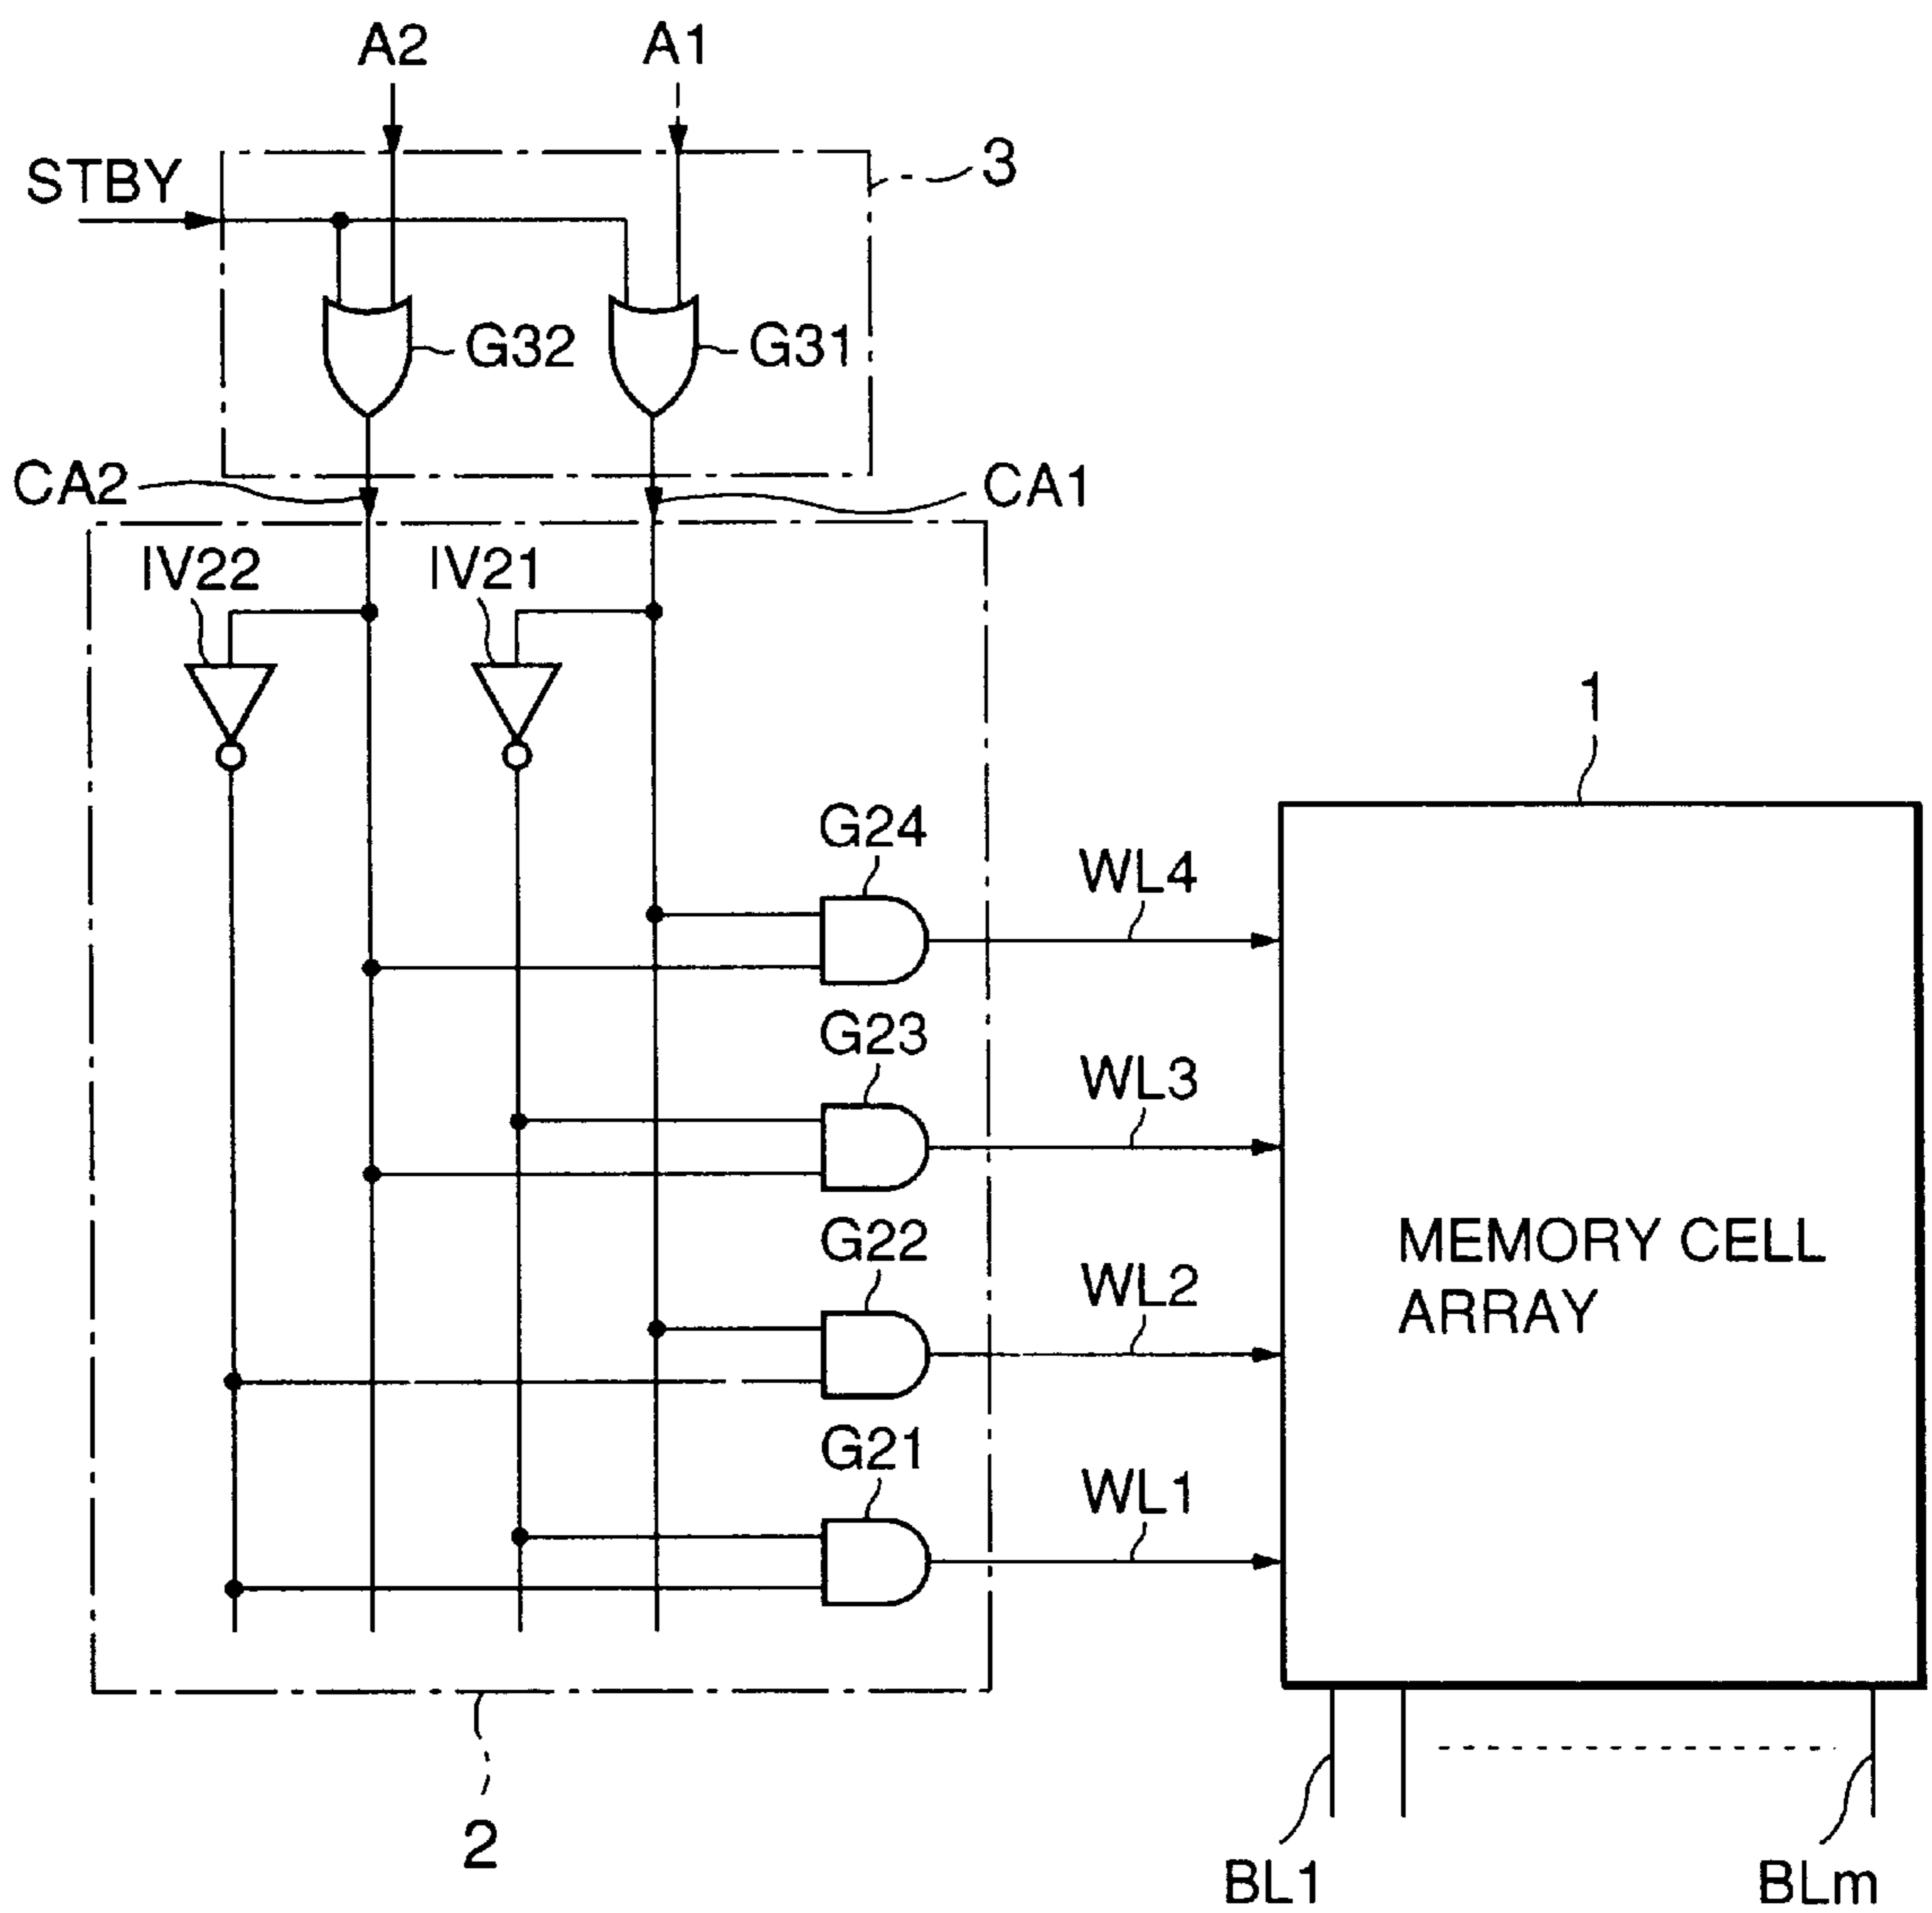 A2 A1
STBY
3
G32 G31
CA2 CA1
IV22 IV21
1
G24
WL4
G23
WL3
G22
WL2
MEMORY CELL
ARRAY
G21
WL1
2
BL1 BLm